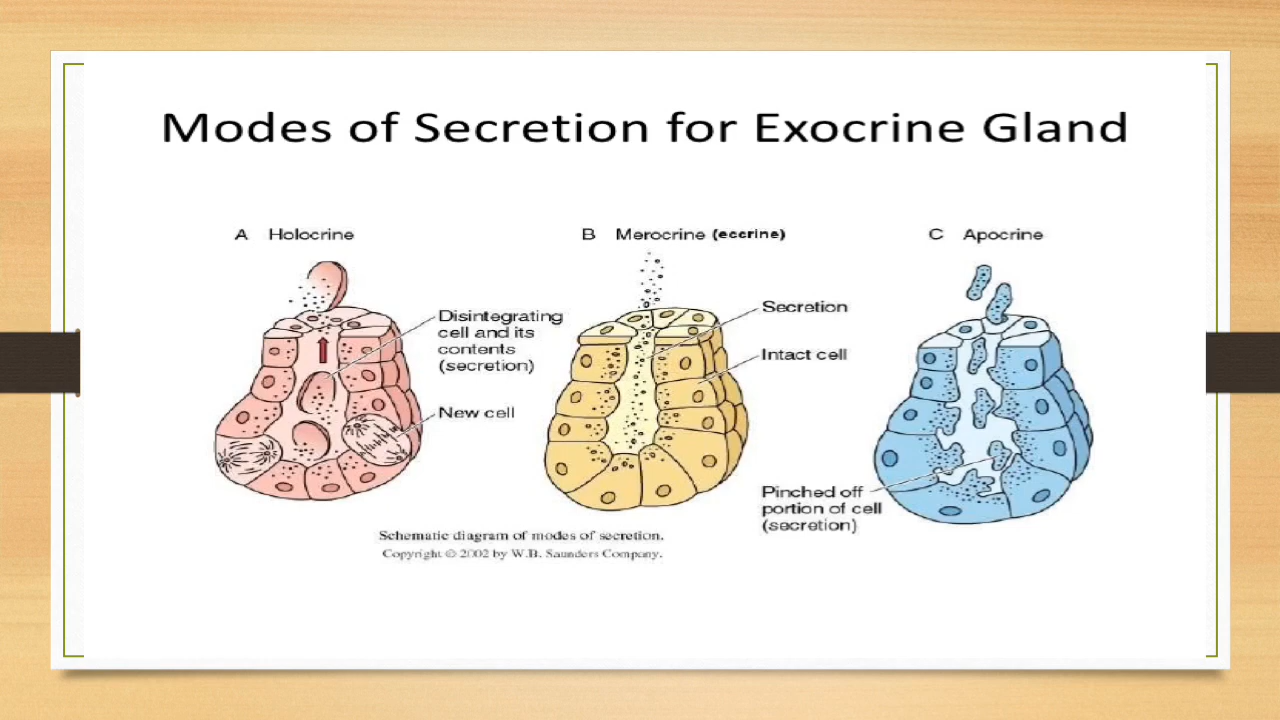 Modes of Secretion for Exocrine Gland
A Holocrine
B Merocrine (eccrine)
C Apocrine
Disintegrating
cell and its
contents
(secretion)
New cell
Secretion
Intact cell
Pinched off
portion of cell
(secretion)
Schematic diagram of modes of secretion.
Copyright © 2002 by W.B. Saunders Company.